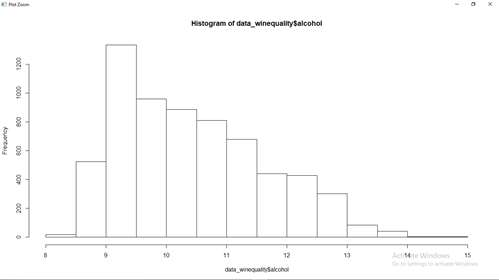 Plot Zoom
Histogram of data_winequality$alcohol
Frequency
1200
1000
800
600
400
200
0
8 9 10 11 12 13 14 15
data_winequality$alcohol
Activate Windows
Go to Settings to activate Windows.